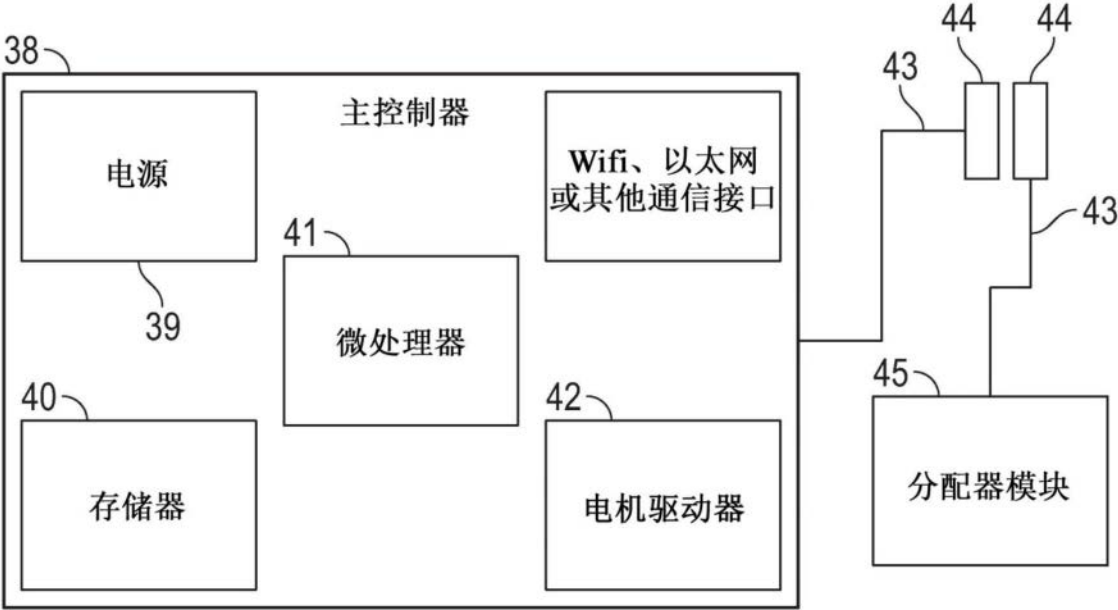 38
主控制器
电源
39
Wifi、以太网
或其他通信接口
41
微处理器
40
存储器
42
电机驱动器
43
44
44
43
45
分配器模块